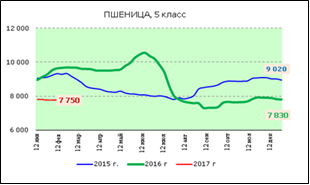 ПШЕНИЦА, 5 класс
12 000
10 000
8 000
6 000
9 020
7 750
7 830
12 янв
12 фев
12 мар
12 апр
12 май
12 июн
12 июл
12 авг
12 сен
12 окт
12 ноя
12 дек
2015 г.
2016 г
2017 г